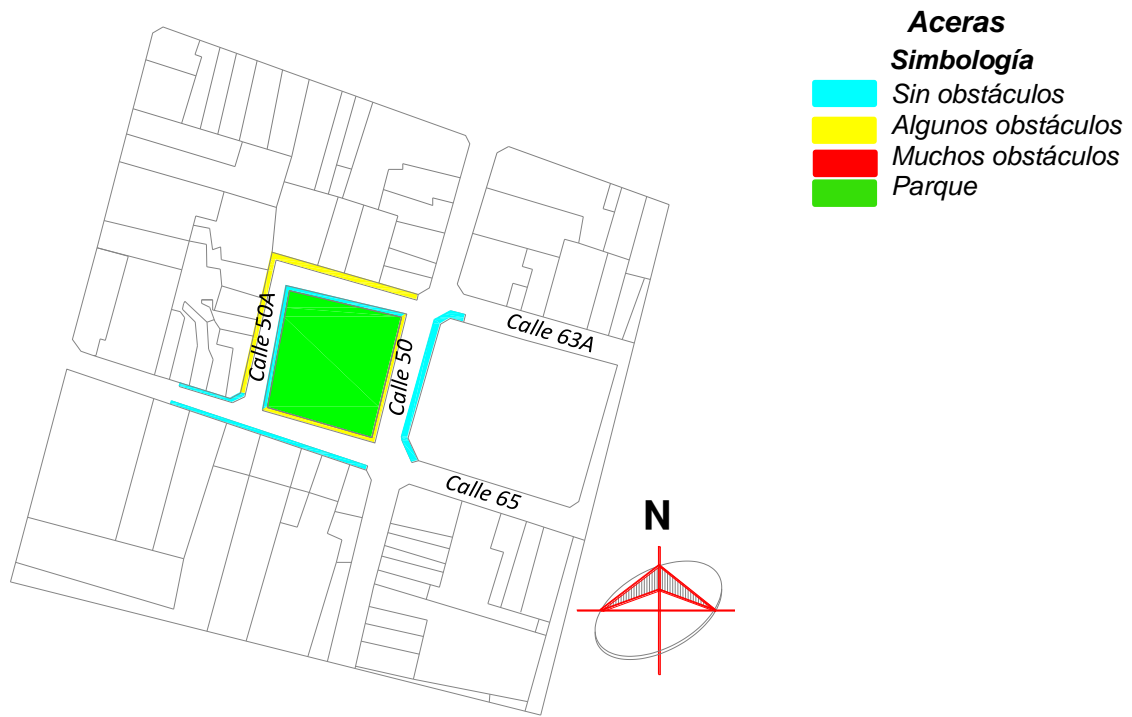 Aceras
Simbología
Sin obstáculos
Algunos obstáculos
Muchos obstáculos
Parque
Calle 50A
Calle 50
Calle 63A
Calle 65
N